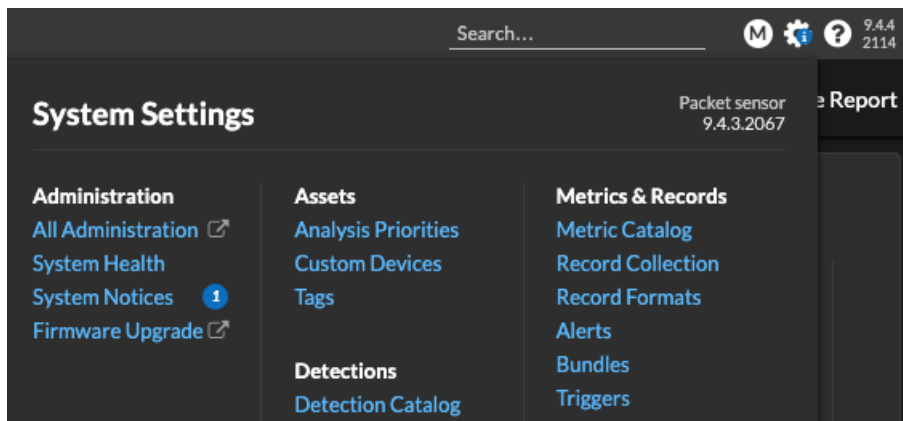 Search...
M
?
9.4.4
2114
System Settings
Packet sensor
9.4.3.2067
e Report
Administration
All Administration
System Health
System Notices 1
Firmware Upgrade
Assets
Analysis Priorities
Custom Devices
Tags
Detections
Detection Catalog
Metrics & Records
Metric Catalog
Record Collection
Record Formats
Alerts
Bundles
Triggers